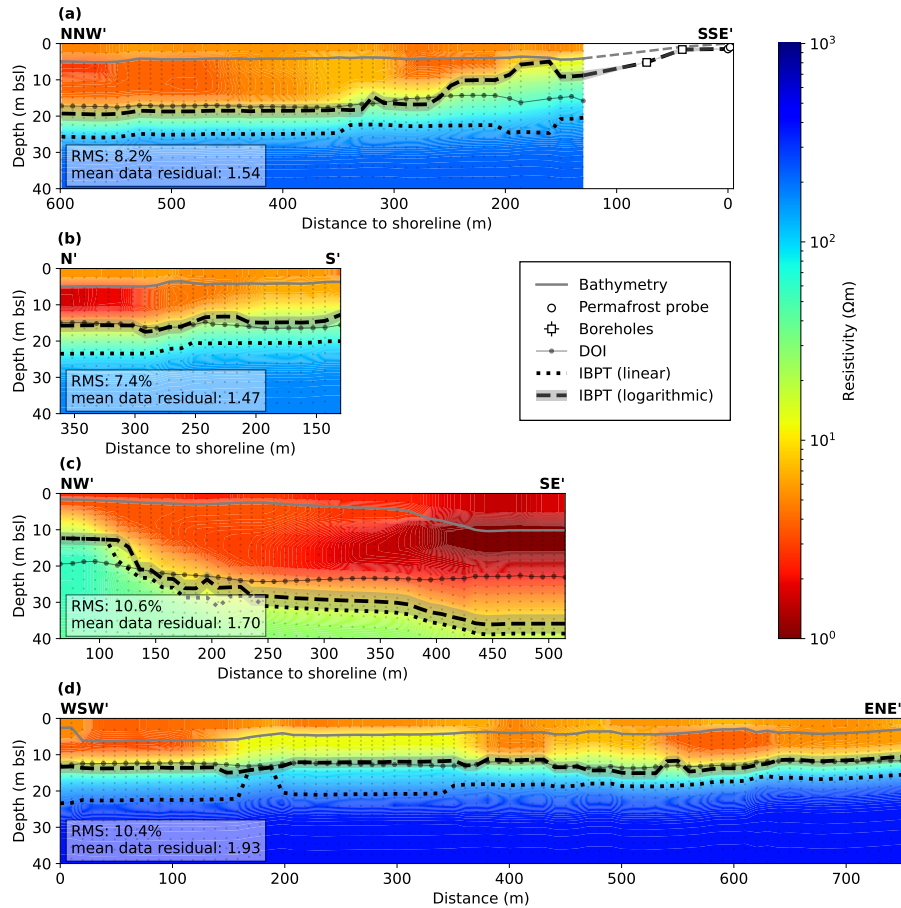 (a)
NNW' SSE'
0
10
20
30
40
Depth (m bsl)
RMS: 8.2%
mean data residual: 1.54
600 500 400 300 200 100 0
Distance to shoreline (m)
(b)
N' S'
0
10
20
30
40
Depth (m bsl)
RMS: 7.4%
mean data residual: 1.47
350 300 250 200 150
Distance to shoreline (m)
Bathymetry
Permafrost probe
Boreholes
DOI
IBPT (linear)
IBPT (logarithmic)
10³
10²
10¹
10⁰
Resistivity (Ωm)
(c)
NW' SE'
0
10
20
30
40
Depth (m bsl)
RMS: 10.6%
mean data residual: 1.70
100 150 200 250 300 350 400 450 500
Distance to shoreline (m)
(d)
WSW' ENE'
0
10
20
30
40
Depth (m bsl)
RMS: 10.4%
mean data residual: 1.93
0 100 200 300 400 500 600 700
Distance (m)